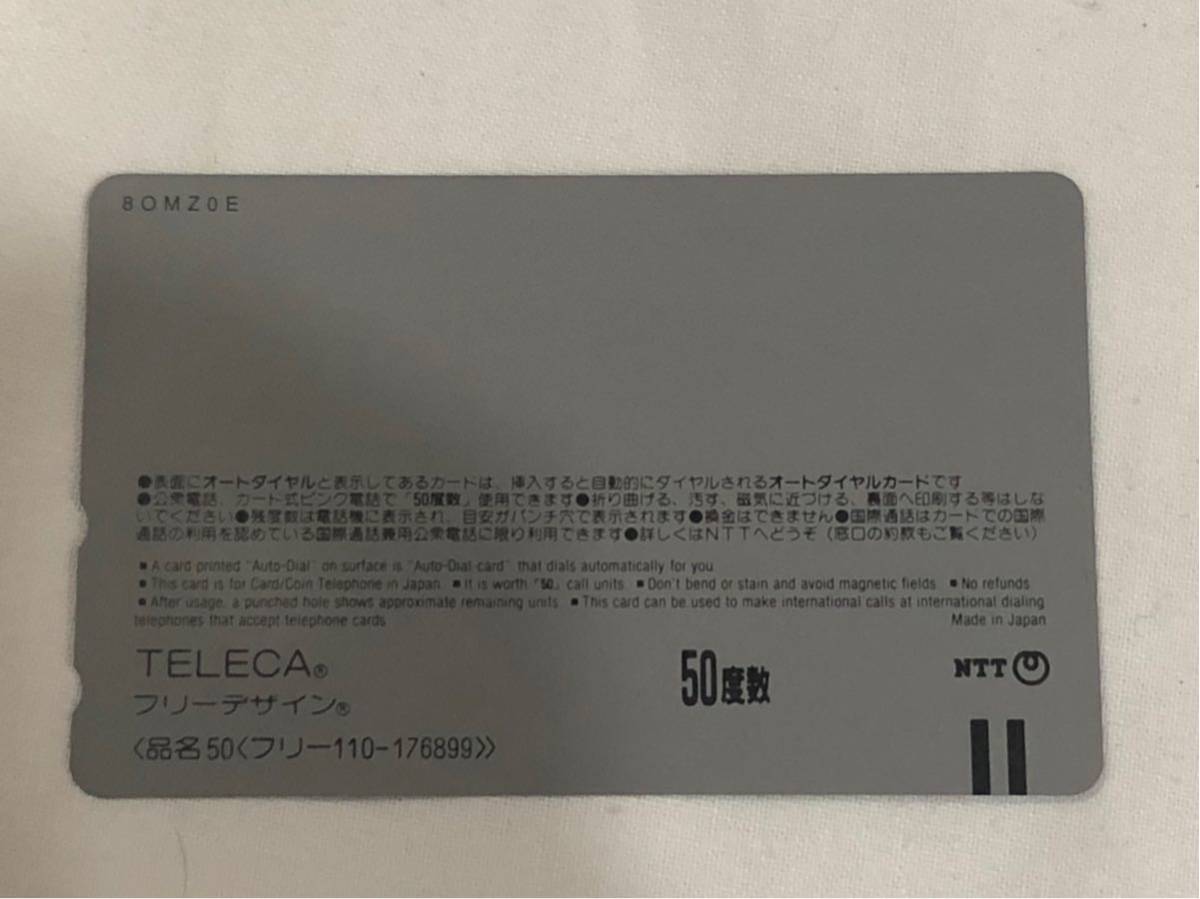 8OMZ0E
●表面にオートダイヤルと表示してあるカードは、挿入すると自動的にダイヤルされるオートダイヤルカードです
●公衆電話、カード式ピンク電話で「50度数」使用できます●折り曲げる、汚す、磁気に近づける、裏面へ印刷する等はしな
いでください●残度数は電話機に表示され、目安がパンチ穴で表示されます●換金はできません●国際通話はカードでの国際
通話の利用を認めている国際通話兼用公衆電話に限り利用できます●詳しくはNTTへどうぞ（窓口の約款もご覧ください）
■A card printed "Auto-Dial" on surface is "Auto-Dial card" that dials automatically for you
■This card is for Card/Coin Telephone in Japan ■It is worth「50」call units ■Don't bend or stain and avoid magnetic fields ■No refunds
■After usage, a punched hole shows approximate remaining units ■This card can be used to make international calls at international dialing
telephones that accept telephone cards Made in Japan
TELECA® 50度数 NTT
フリーデザイン®
〈品名50〈フリー110-176899〉〉